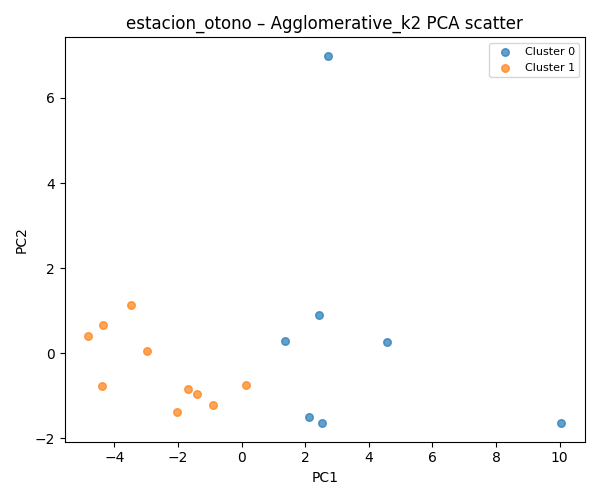 estacion_otono – Agglomerative_k2 PCA scatter
Cluster 0
Cluster 1
PC2
6
4
2
0
−2
−4
−2
0
2
4
6
8
10
PC1